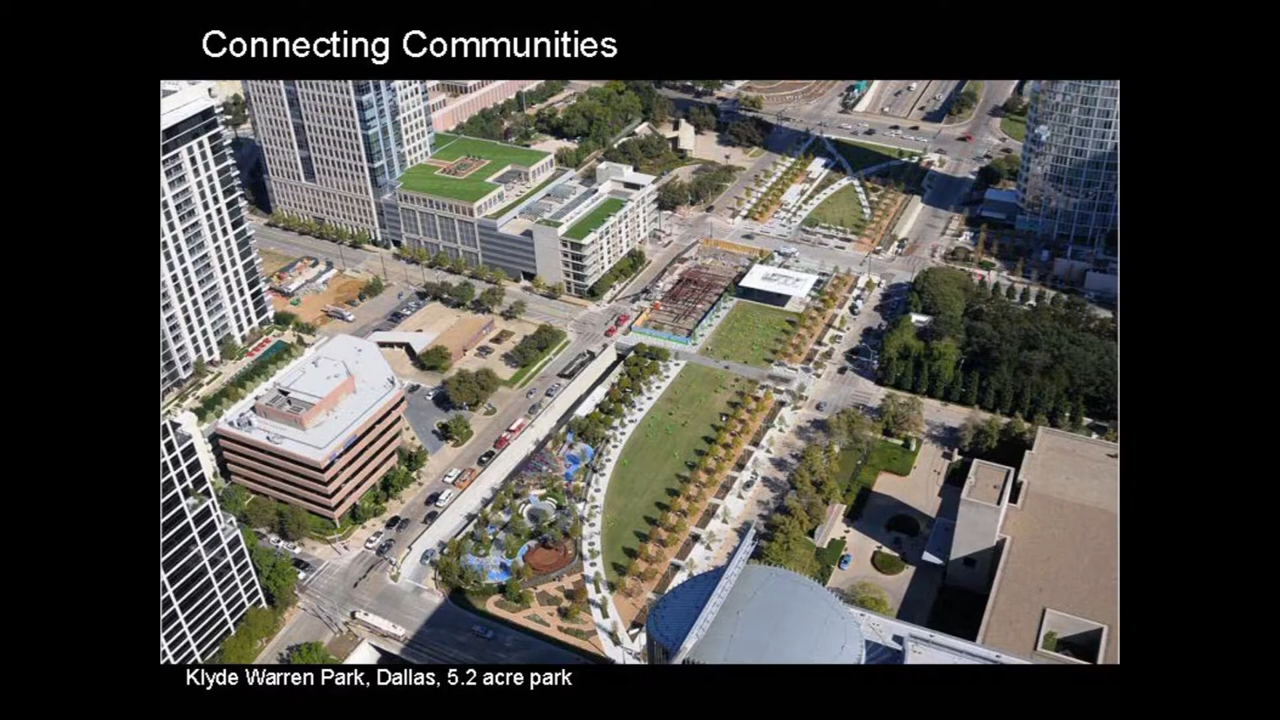 Connecting Communities
Klyde Warren Park, Dallas, 5.2 acre park